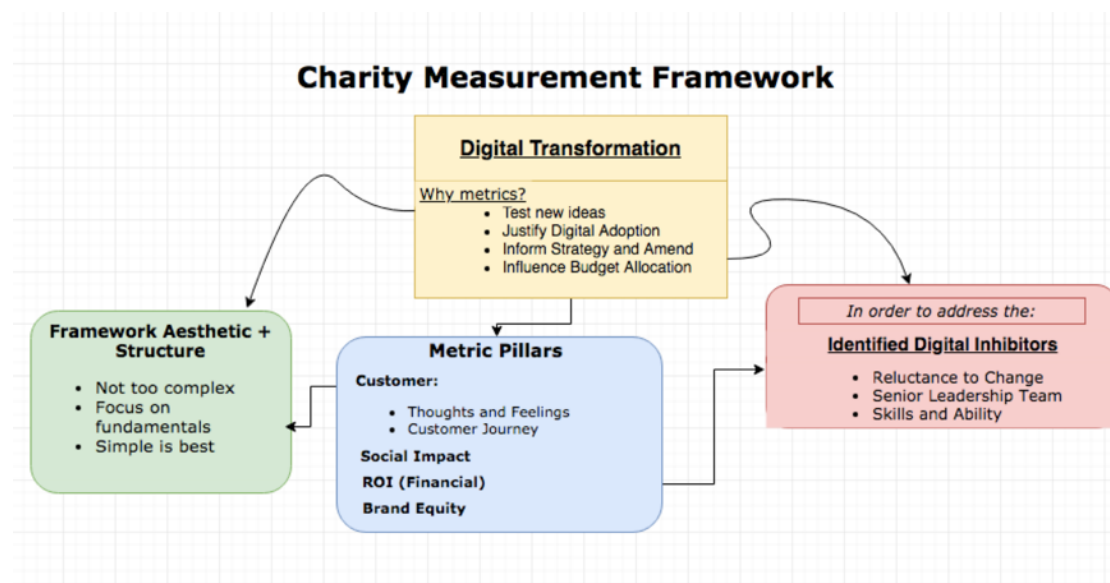 Charity Measurement Framework
Digital Transformation
Why metrics?
• Test new ideas
• Justify Digital Adoption
• Inform Strategy and Amend
• Influence Budget Allocation
Framework Aesthetic +
Structure
• Not too complex
• Focus on
fundamentals
• Simple is best
Metric Pillars
Customer:
• Thoughts and Feelings
• Customer Journey
Social Impact
ROI (Financial)
Brand Equity
In order to address the:
Identified Digital Inhibitors
• Reluctance to Change
• Senior Leadership Team
• Skills and Ability